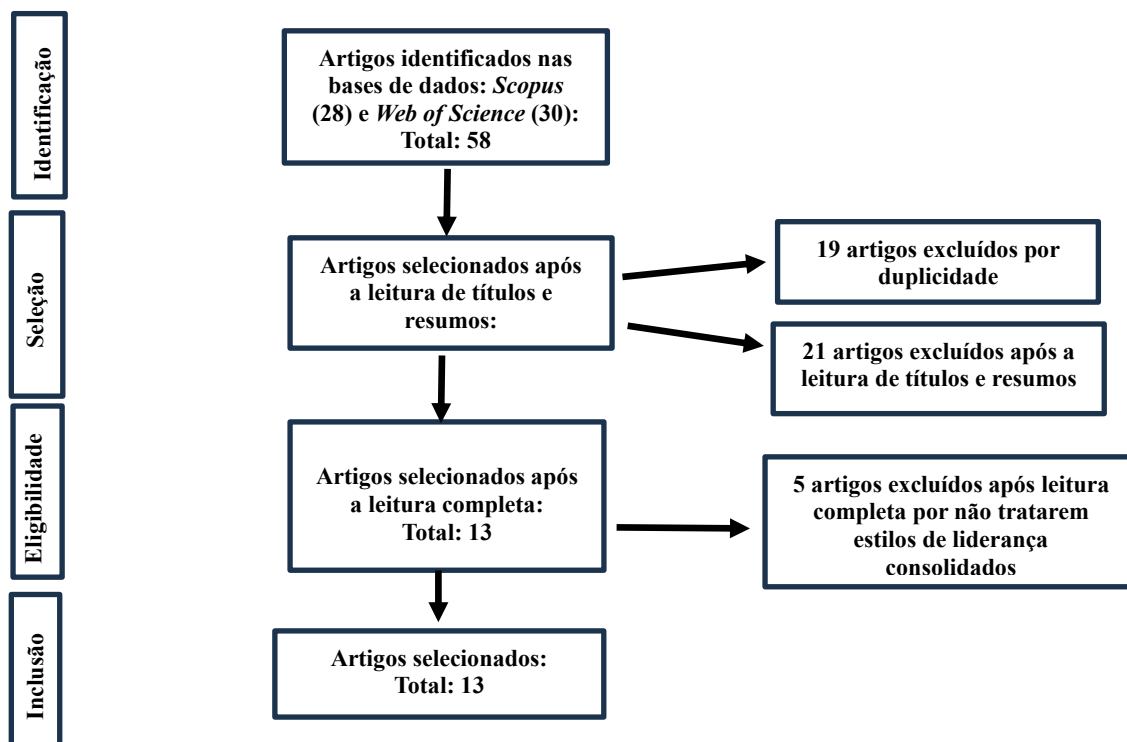 Identificação
Artigos identificados nas
bases de dados: Scopus
(28) e Web of Science (30):
Total: 58
Seleção
Artigos selecionados após
a leitura de títulos e
resumos:
19 artigos excluídos por
duplicidade
21 artigos excluídos após a
leitura de títulos e resumos
Eligibilidade
Artigos selecionados após
a leitura completa:
Total: 13
5 artigos excluídos após leitura
completa por não tratarem
estilos de liderança
consolidados
Inclusão
Artigos selecionados:
Total: 13